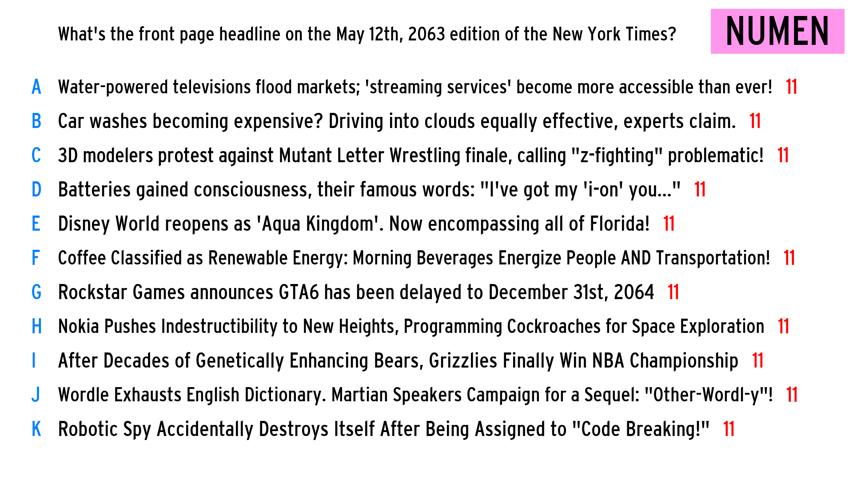 What's the front page headline on the May 12th, 2063 edition of the New York Times?
NUMEN
A Water-powered televisions flood markets; 'streaming services' become more accessible than ever! 11
B Car washes becoming expensive? Driving into clouds equally effective, experts claim. 11
C 3D modelers protest against Mutant Letter Wrestling finale, calling "z-fighting" problematic! 11
D Batteries gained consciousness, their famous words: "I've got my 'i-on' you..." 11
E Disney World reopens as 'Aqua Kingdom'. Now encompassing all of Florida! 11
F Coffee Classified as Renewable Energy: Morning Beverages Energize People AND Transportation! 11
G Rockstar Games announces GTA6 has been delayed to December 31st, 2064 11
H Nokia Pushes Indestructibility to New Heights, Programming Cockroaches for Space Exploration 11
I After Decades of Genetically Enhancing Bears, Grizzlies Finally Win NBA Championship 11
J Wordle Exhausts English Dictionary. Martian Speakers Campaign for a Sequel: "Other-Wordl-y"! 11
K Robotic Spy Accidentally Destroys Itself After Being Assigned to "Code Breaking!" 11